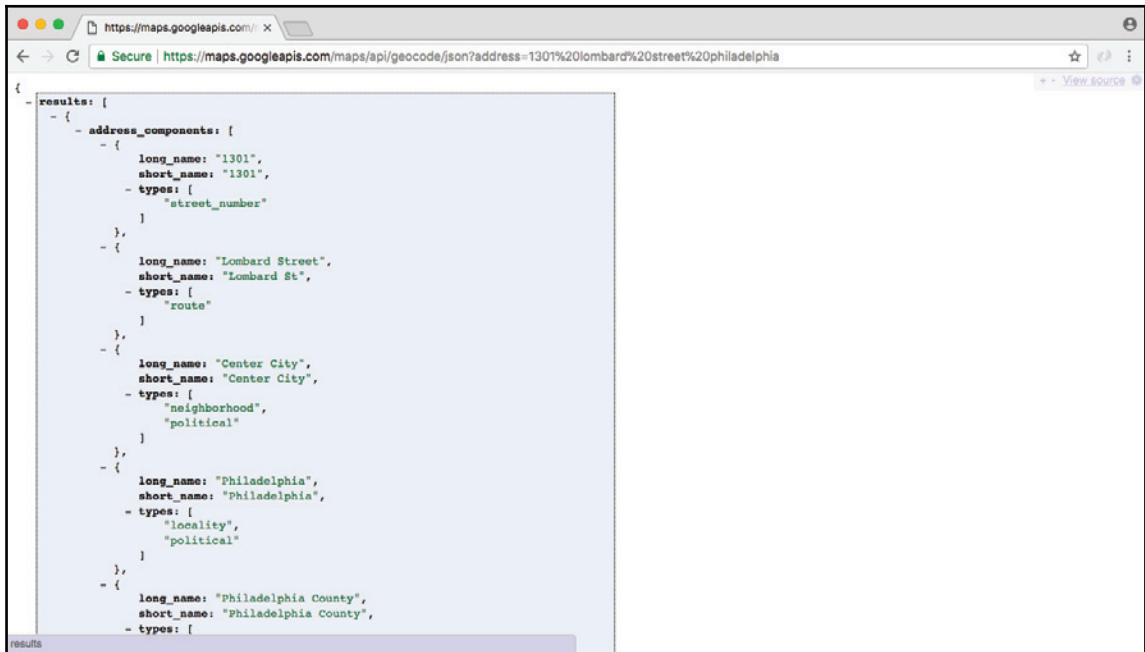 https://maps.googleapis.com/
Secure | https://maps.googleapis.com/maps/api/geocode/json?address=1301%20lombard%20street%20philadelphia
+ - View source
{
- results: [
- {
- address_components: [
- {
long_name: "1301",
short_name: "1301",
- types: [
"street_number"
]
},
- {
long_name: "Lombard Street",
short_name: "Lombard St",
- types: [
"route"
]
},
- {
long_name: "Center City",
short_name: "Center City",
- types: [
"neighborhood",
"political"
]
},
- {
long_name: "Philadelphia",
short_name: "Philadelphia",
- types: [
"locality",
"political"
]
},
- {
long_name: "Philadelphia County",
short_name: "Philadelphia County",
- types: [
results